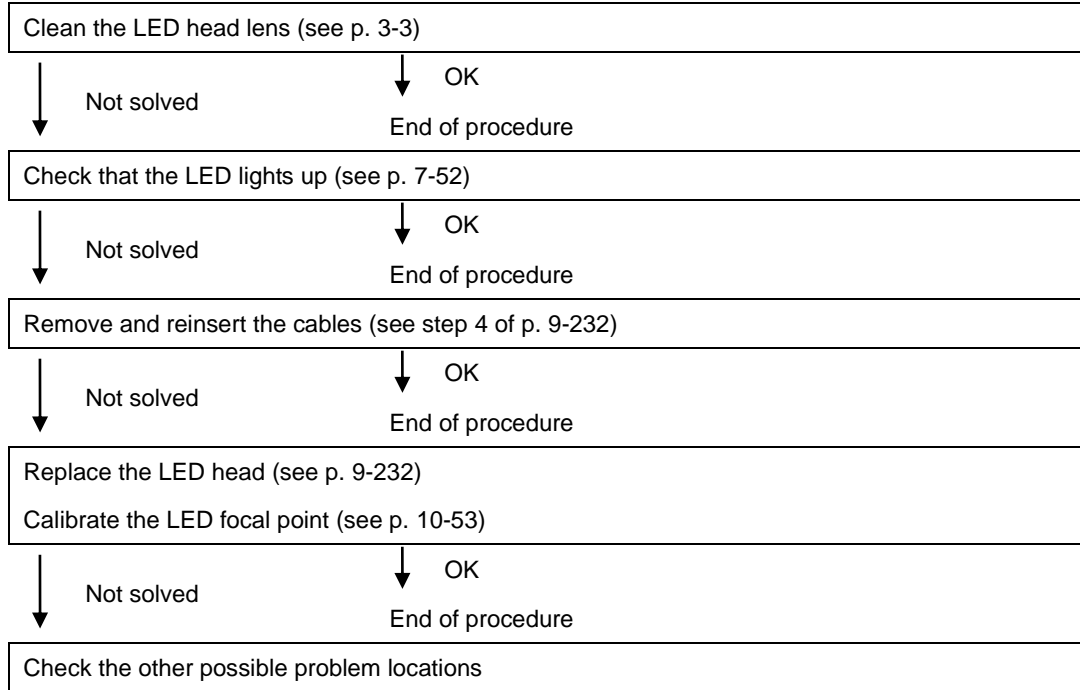 Clean the LED head lens (see p. 3-3)
OK
Not solved
End of procedure
Check that the LED lights up (see p. 7-52)
OK
Not solved
End of procedure
Remove and reinsert the cables (see step 4 of p. 9-232)
OK
Not solved
End of procedure
Replace the LED head (see p. 9-232)
Calibrate the LED focal point (see p. 10-53)
OK
Not solved
End of procedure
Check the other possible problem locations